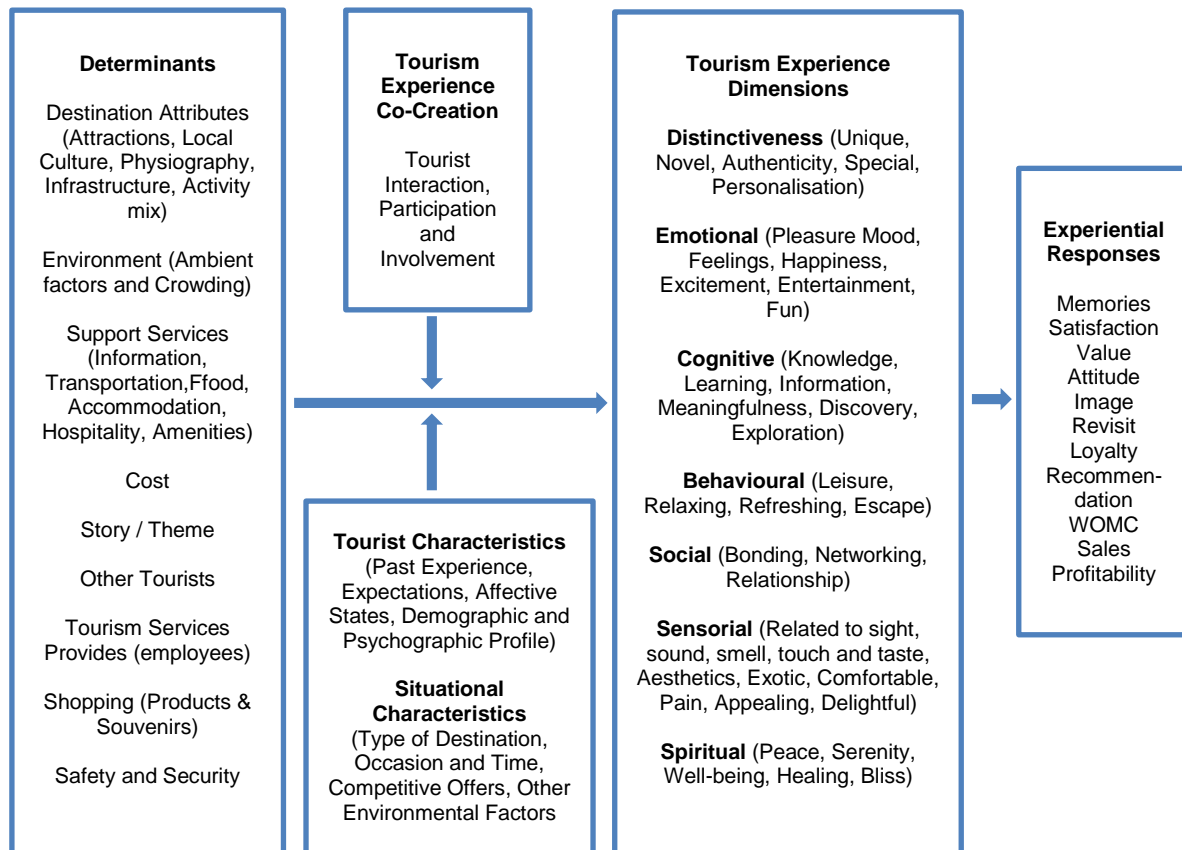 Determinants
Destination Attributes
(Attractions, Local
Culture, Physiography,
Infrastructure, Activity
mix)
Environment (Ambient
factors and Crowding)
Support Services
(Information,
Transportation,Ffood,
Accommodation,
Hospitality, Amenities)
Cost
Story / Theme
Other Tourists
Tourism Services
Provides (employees)
Shopping (Products &
Souvenirs)
Safety and Security
Tourism
Experience
Co-Creation
Tourist
Interaction,
Participation
and
Involvement
Tourist Characteristics
(Past Experience,
Expectations, Affective
States, Demographic and
Psychographic Profile)
Situational
Characteristics
(Type of Destination,
Occasion and Time,
Competitive Offers, Other
Environmental Factors
Tourism Experience
Dimensions
Distinctiveness (Unique,
Novel, Authenticity, Special,
Personalisation)
Emotional (Pleasure Mood,
Feelings, Happiness,
Excitement, Entertainment,
Fun)
Cognitive (Knowledge,
Learning, Information,
Meaningfulness, Discovery,
Exploration)
Behavioural (Leisure,
Relaxing, Refreshing, Escape)
Social (Bonding, Networking,
Relationship)
Sensorial (Related to sight,
sound, smell, touch and taste,
Aesthetics, Exotic, Comfortable,
Pain, Appealing, Delightful)
Spiritual (Peace, Serenity,
Well-being, Healing, Bliss)
Experiential
Responses
Memories
Satisfaction
Value
Attitude
Image
Revisit
Loyalty
Recommen-
dation
WOMC
Sales
Profitability